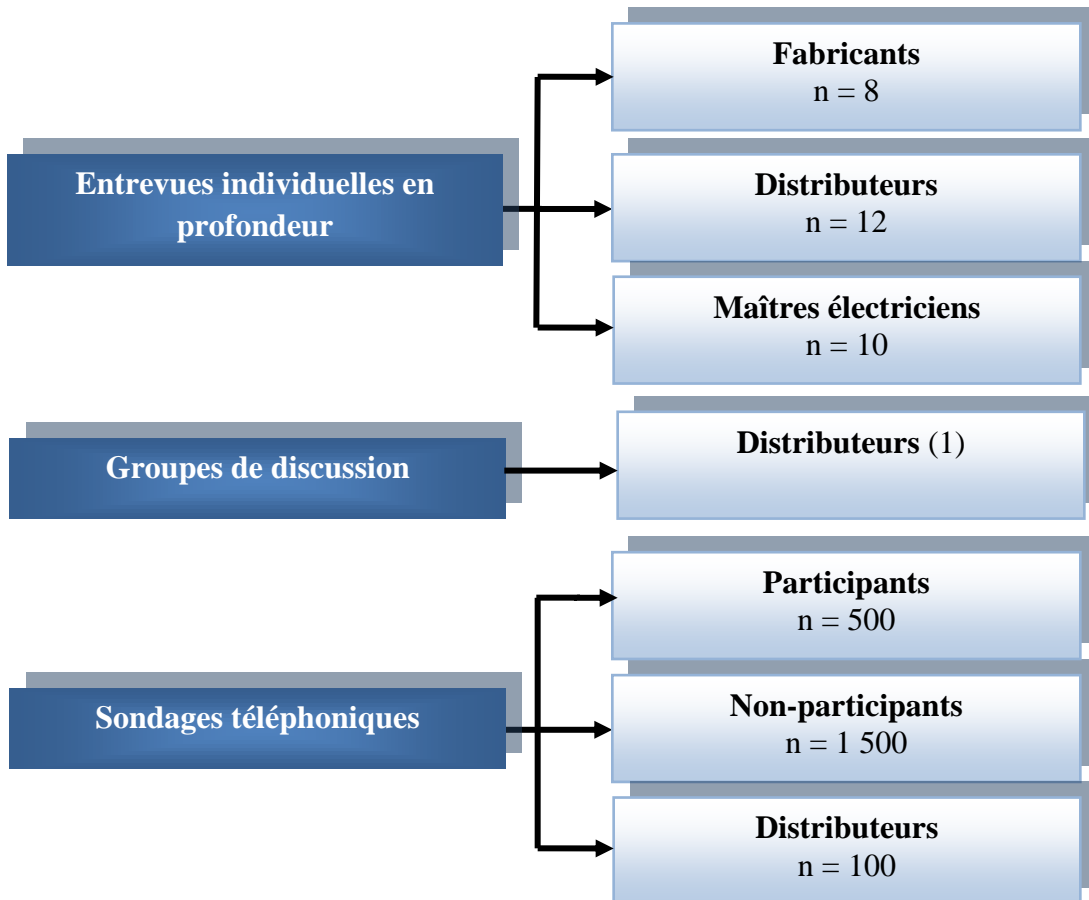 Entrevues individuelles en
profondeur
Fabricants
n = 8
Distributeurs
n = 12
Maîtres électriciens
n = 10
Groupes de discussion
Distributeurs (1)
Sondages téléphoniques
Participants
n = 500
Non-participants
n = 1 500
Distributeurs
n = 100